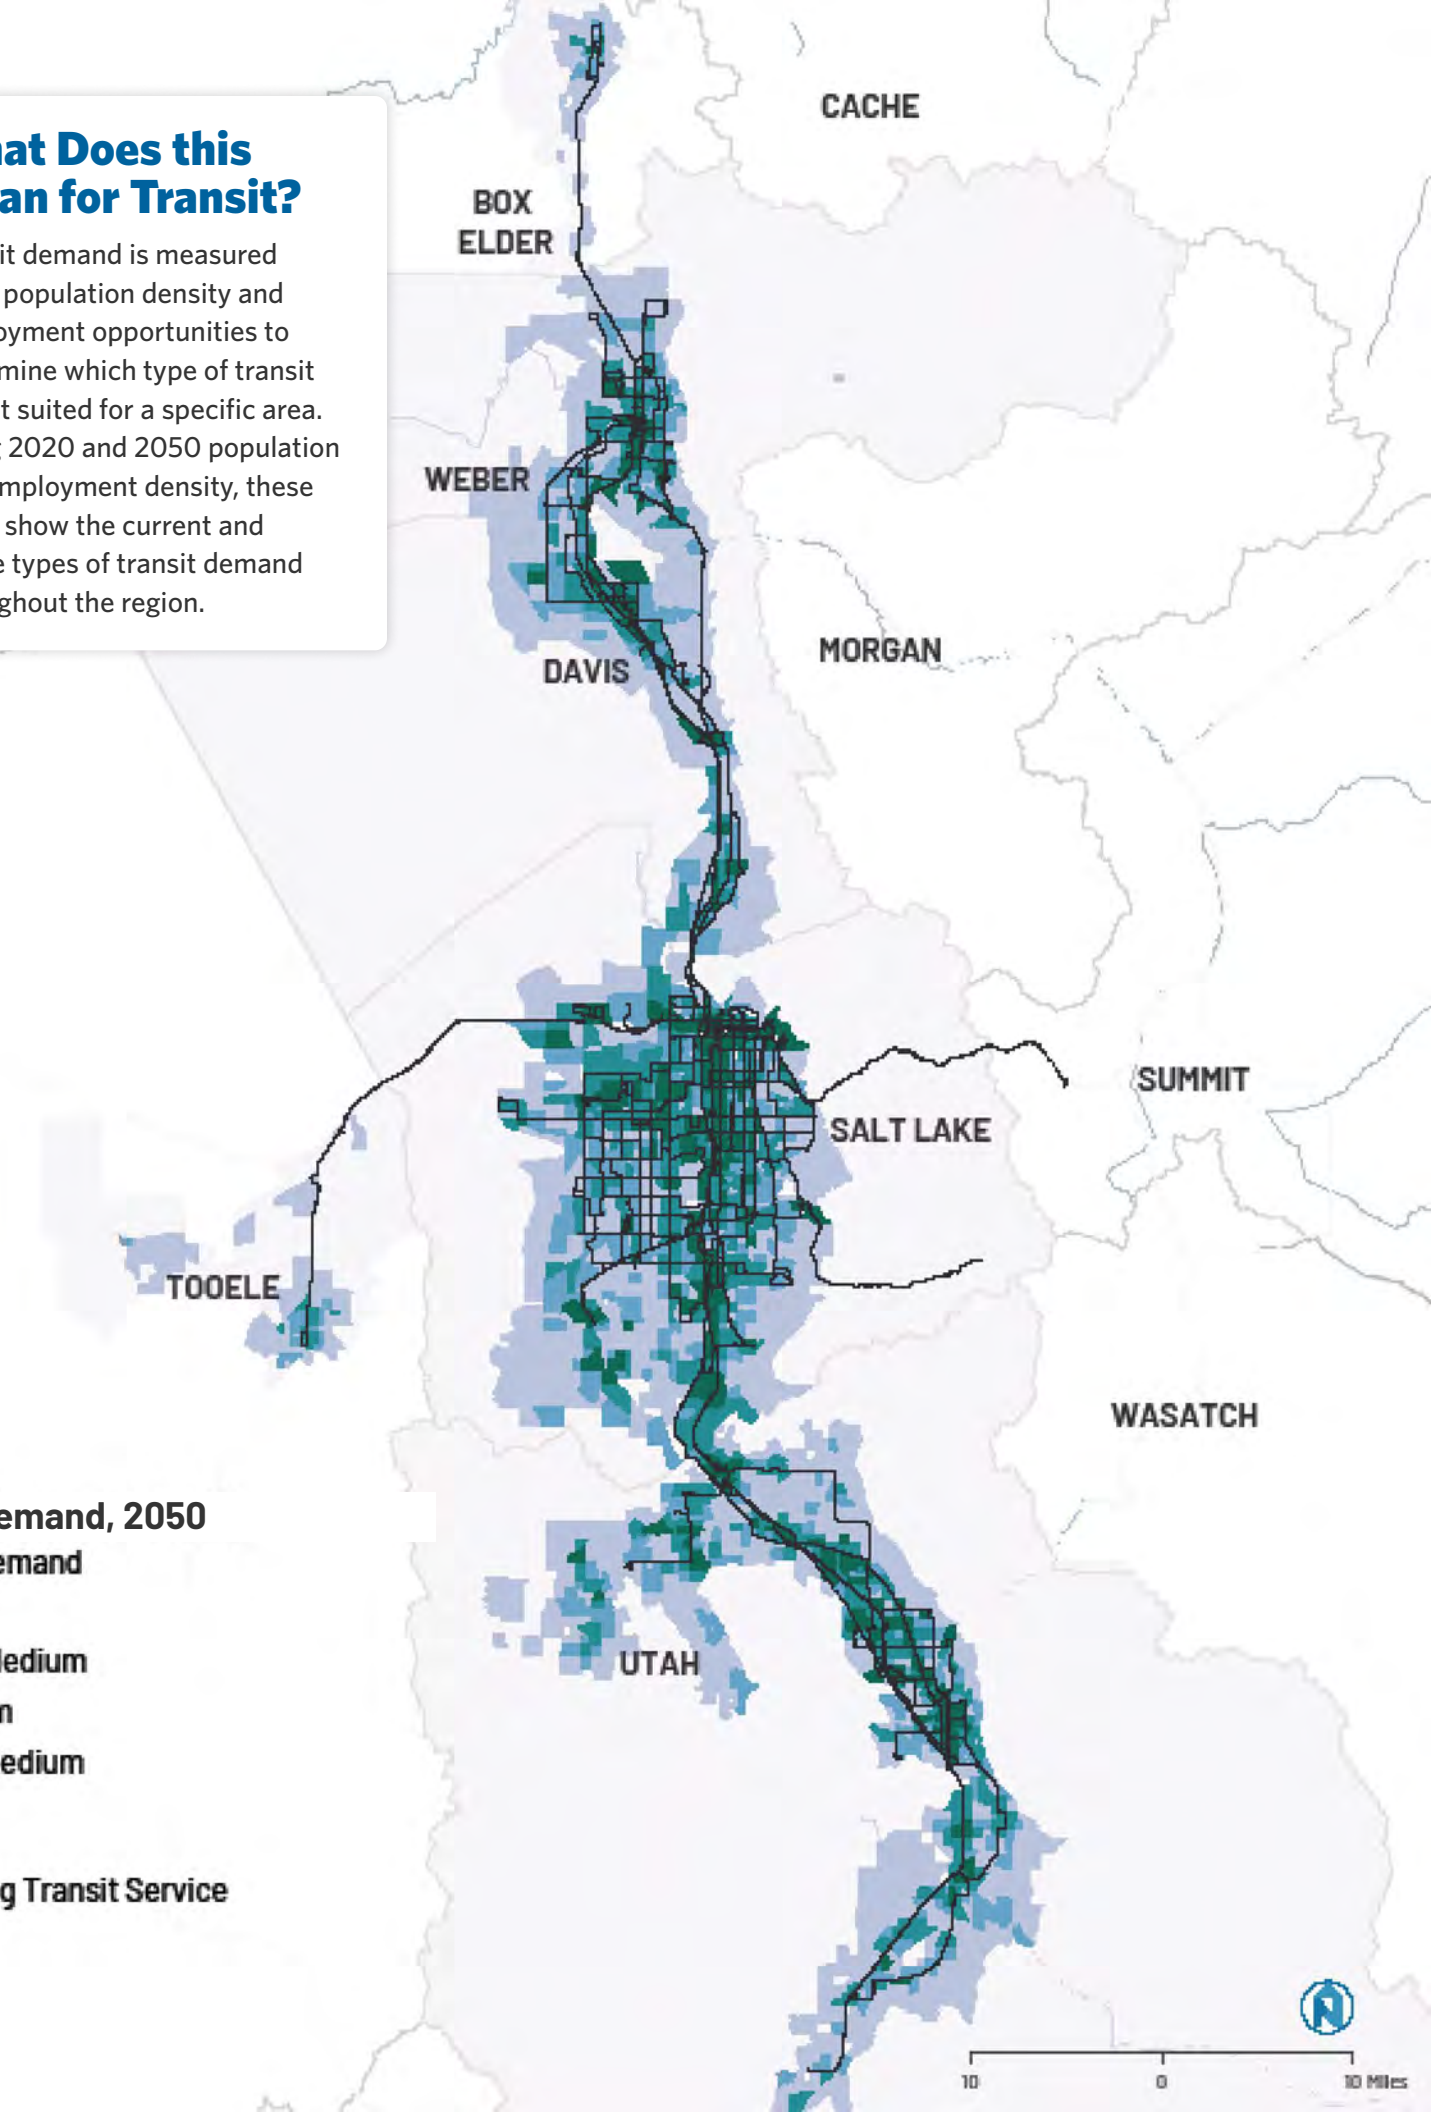 at Does this
an for Transit?
it demand is measured
population density and
oyment opportunities to
mine which type of transit
t suited for a specific area.
g 2020 and 2050 population
mployment density, these
show the current and
e types of transit demand
ghout the region.
CACHE
BOX
ELDER
WEBER
DAVIS
MORGAN
SUMMIT
SALT LAKE
TOOELE
WASATCH
UTAH
emand, 2050
emand
edium
m
edium
g Transit Service
N
10 0 10 Miles